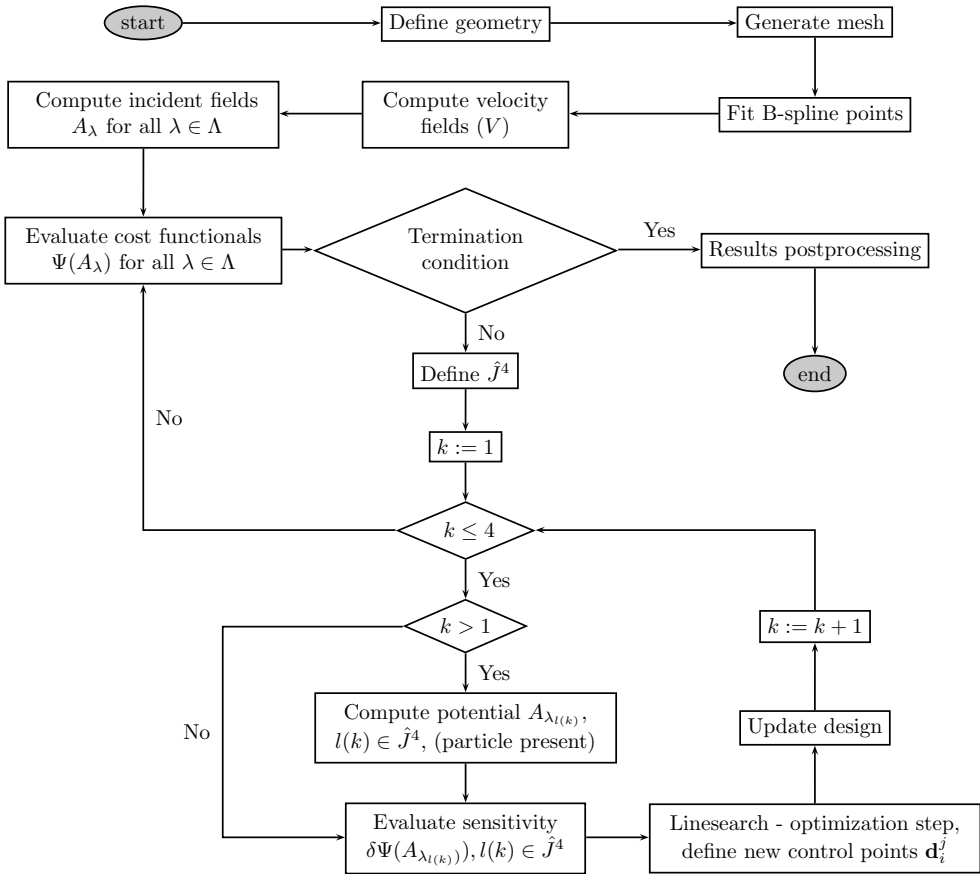 start
Define geometry
Generate mesh
Compute incident fields
A_λ for all λ ∈ Λ
Compute velocity
fields (V)
Fit B-spline points
Evaluate cost functionals
Ψ(A_λ) for all λ ∈ Λ
Termination
condition
Yes
Results postprocessing
No
Define Ĵ⁴
end
No
k := 1
k ≤ 4
Yes
k > 1
k := k + 1
Yes
No
Compute potential A_{λ_{l(k)}},
l(k) ∈ Ĵ⁴, (particle present)
Update design
Evaluate sensitivity
δΨ(A_{λ_{l(k)}}), l(k) ∈ Ĵ⁴
Linesearch - optimization step,
define new control points d_i^j